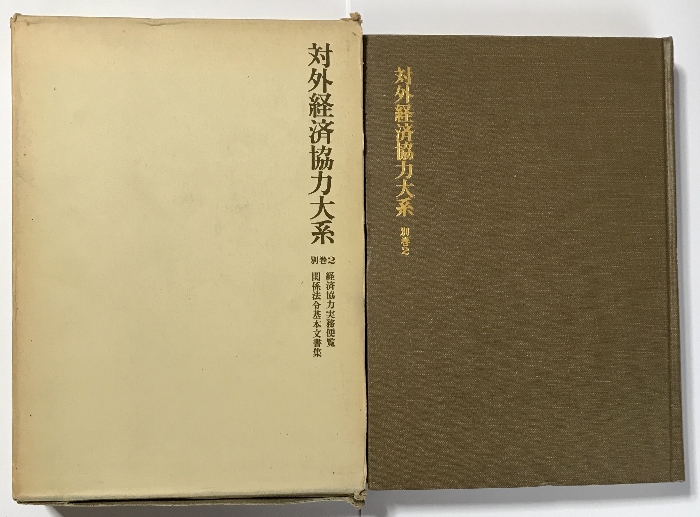 対外経済協力大系
別巻2
経済協力実務便覧
関係法令基本文書集
対外経済協力大系
別巻2